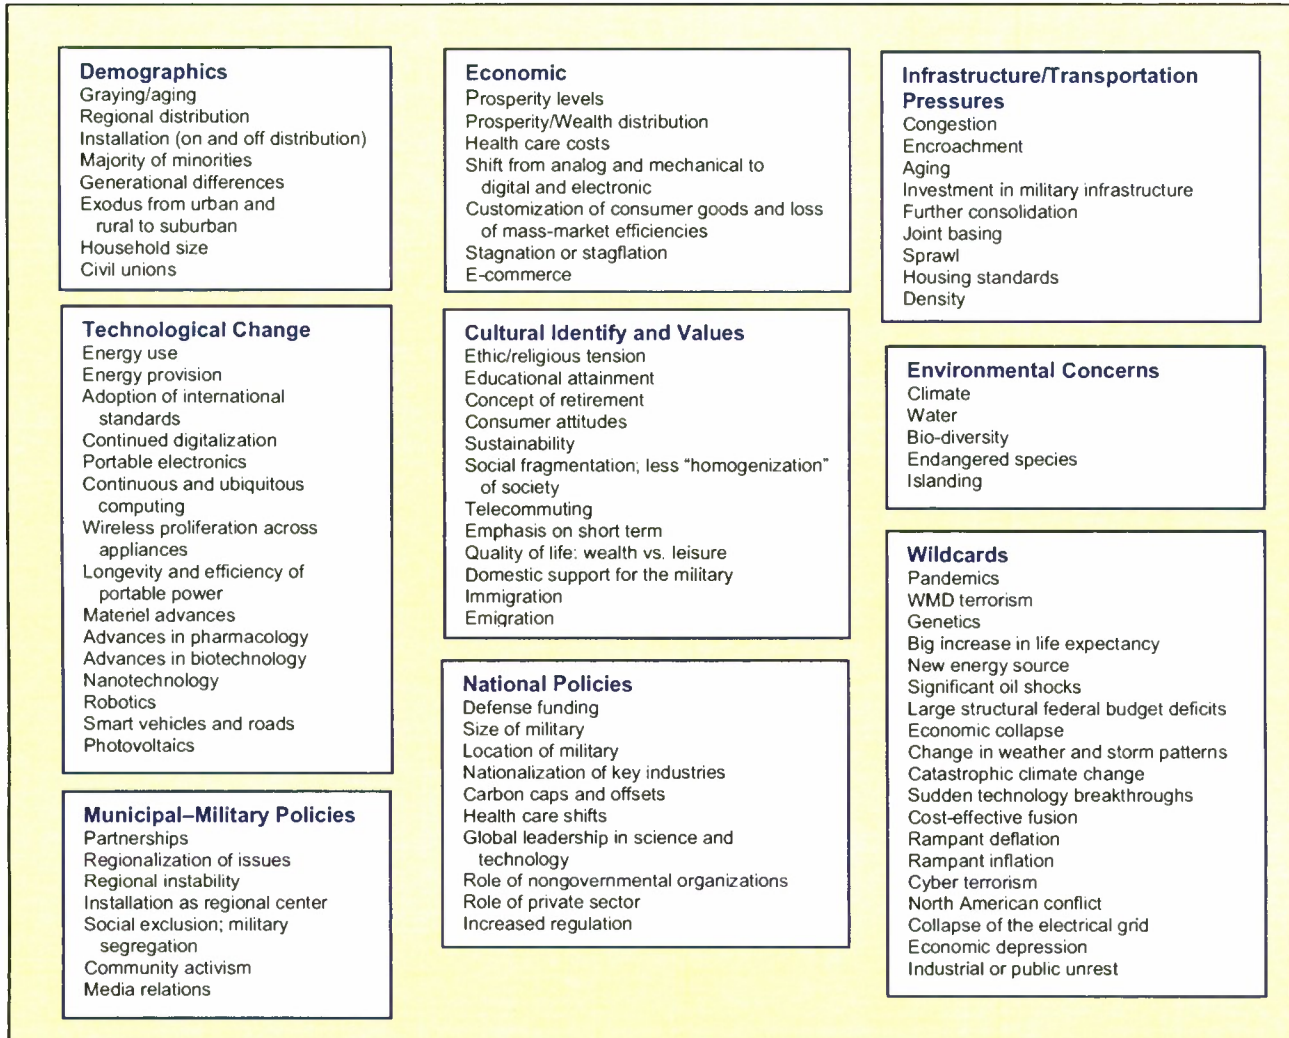 Demographics
Graying/aging
Regional distribution
Installation (on and off distribution)
Majority of minorities
Generational differences
Exodus from urban and
rural to suburban
Household size
Civil unions
Technological Change
Energy use
Energy provision
Adoption of international
standards
Continued digitalization
Portable electronics
Continuous and ubiquitous
computing
Wireless proliferation across
appliances
Longevity and efficiency of
portable power
Materiel advances
Advances in pharmacology
Advances in biotechnology
Nanotechnology
Robotics
Smart vehicles and roads
Photovoltaics
Municipal–Military Policies
Partnerships
Regionalization of issues
Regional instability
Installation as regional center
Social exclusion; military
segregation
Community activism
Media relations
Economic
Prosperity levels
Prosperity/Wealth distribution
Health care costs
Shift from analog and mechanical to
digital and electronic
Customization of consumer goods and loss
of mass-market efficiencies
Stagnation or stagflation
E-commerce
Cultural Identify and Values
Ethic/religious tension
Educational attainment
Concept of retirement
Consumer attitudes
Sustainability
Social fragmentation; less “homogenization”
of society
Telecommuting
Emphasis on short term
Quality of life: wealth vs. leisure
Domestic support for the military
Immigration
Emigration
National Policies
Defense funding
Size of military
Location of military
Nationalization of key industries
Carbon caps and offsets
Health care shifts
Global leadership in science and
technology
Role of nongovernmental organizations
Role of private sector
Increased regulation
Infrastructure/Transportation
Pressures
Congestion
Encroachment
Aging
Investment in military infrastructure
Further consolidation
Joint basing
Sprawl
Housing standards
Density
Environmental Concerns
Climate
Water
Bio-diversity
Endangered species
Islanding
Wildcards
Pandemics
WMD terrorism
Genetics
Big increase in life expectancy
New energy source
Significant oil shocks
Large structural federal budget deficits
Economic collapse
Change in weather and storm patterns
Catastrophic climate change
Sudden technology breakthroughs
Cost-effective fusion
Rampant deflation
Rampant inflation
Cyber terrorism
North American conflict
Collapse of the electrical grid
Economic depression
Industrial or public unrest